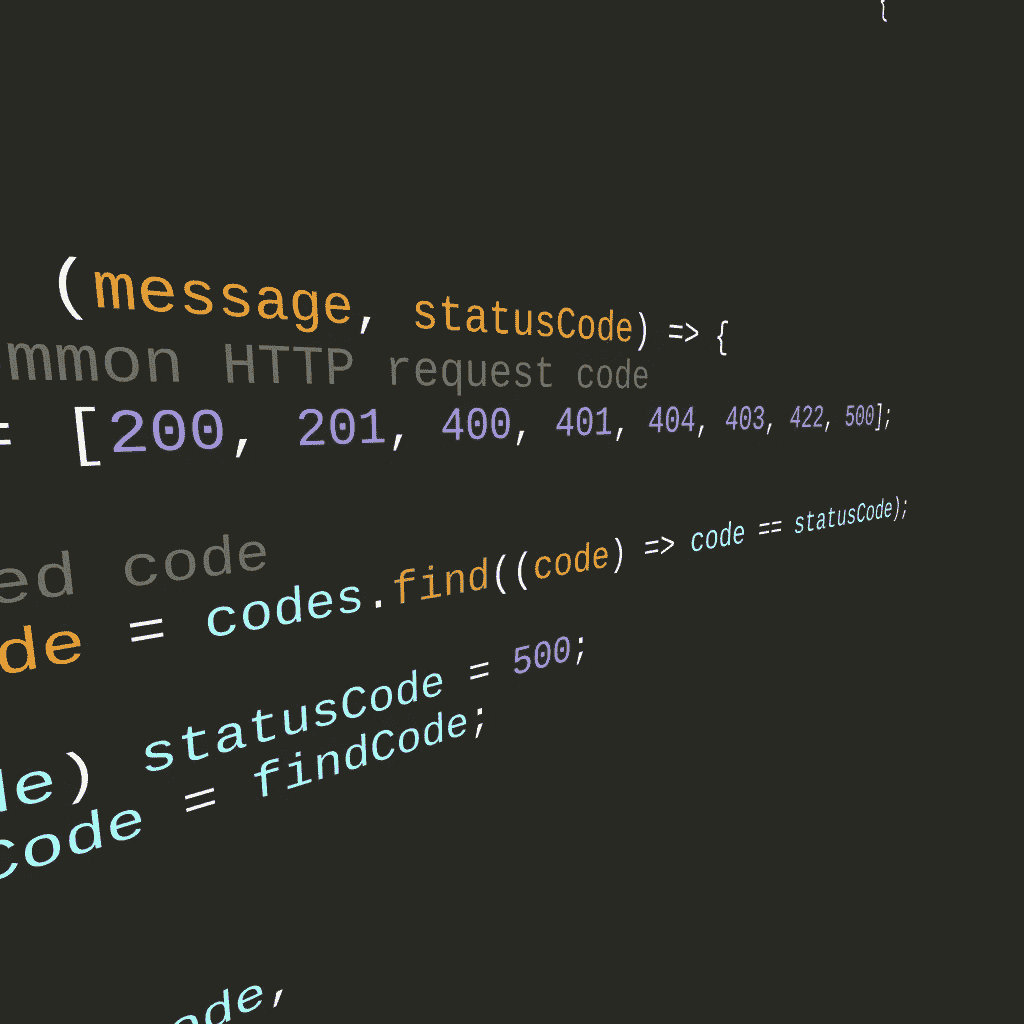 {
(message, statusCode) => {
mmon HTTP request code
= [200, 201, 400, 401, 404, 403, 422, 500];
ed code
de = codes.find((code) => code == statusCode);
de) statusCode = 500;
Code = findCode;
ode,